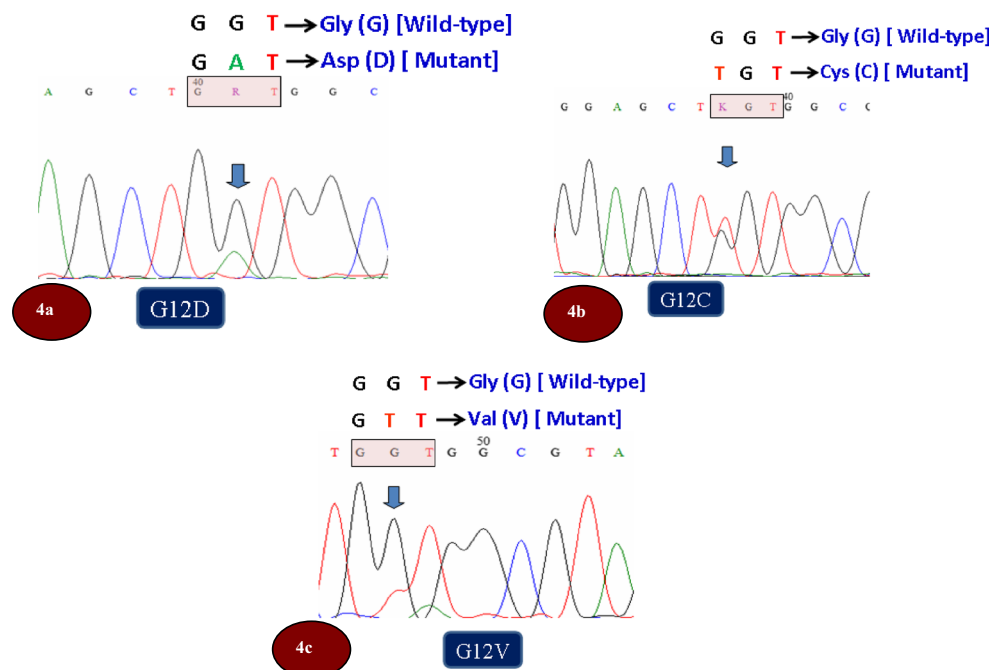 G G T → Gly (G) [Wild-type]
G A T → Asp (D) [ Mutant]
40
A G C T G R T G G C
4a
G12D
G G T → Gly (G) [ Wild-type]
T G T → Cys (C) [ Mutant]
40
G G A G C T K G T G G C
4b
G12C
G G T → Gly (G) [ Wild-type]
G T T → Val (V) [ Mutant]
50
T G G T G G C G T A
4c
G12V